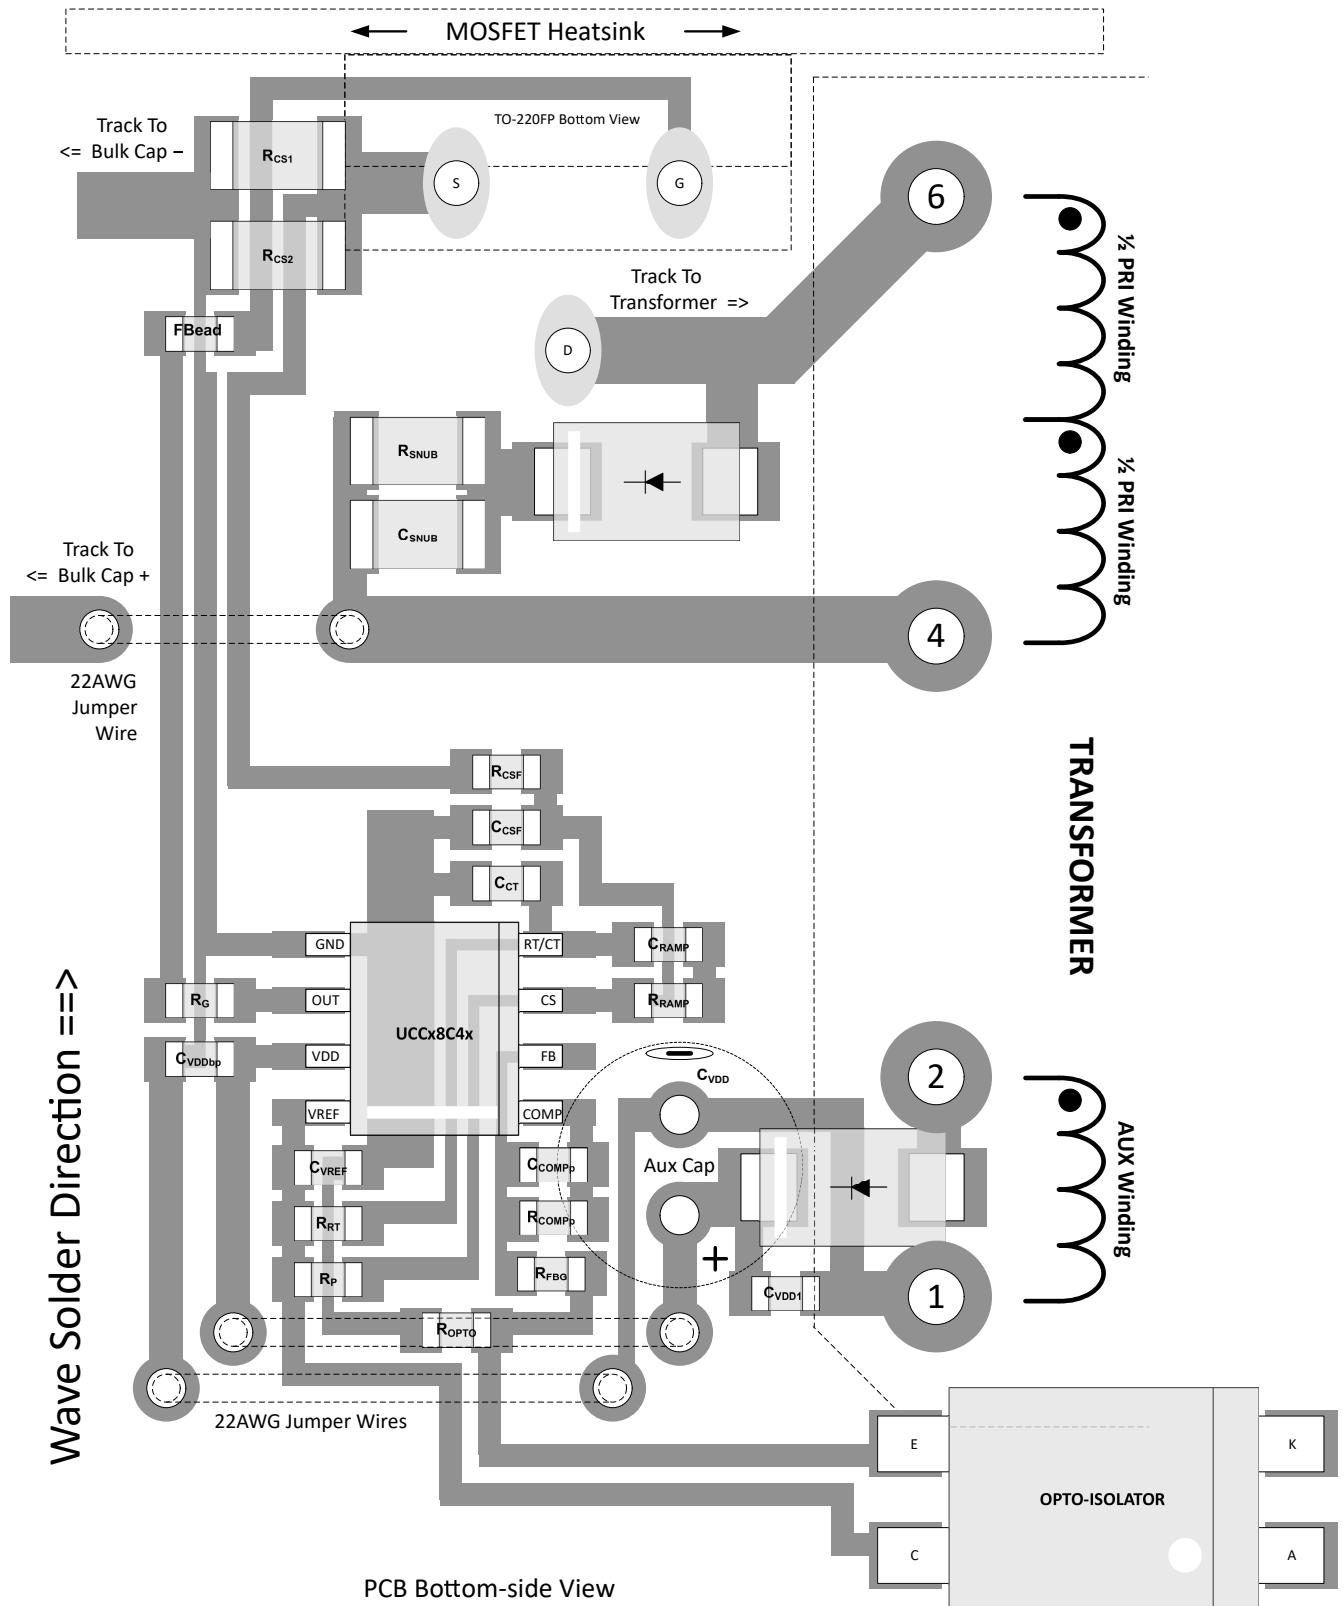 MOSFET Heatsink
Track To
<= Bulk Cap –
TO-220FP Bottom View
RCS1
S
G
6
½ PRI Winding
RCS2
Track To
Transformer =>
FBead
D
RSNUB
½ PRI Winding
CSNUB
Track To
<= Bulk Cap +
4
22AWG
Jumper
Wire
TRANSFORMER
RCSF
CCSF
CCT
GND
RT/CT
CRAMP
RG
OUT
CS
RRAMP
UCCx8C4x
CVDDbp
VDD
FB
CVDD
2
VREF
COMP
AUX Winding
CVREF
CCOMPp
Aux Cap
RRT
RCOMPp
+
RP
RFBG
CVDD1
1
ROPTO
22AWG Jumper Wires
Wave Solder Direction ==>
E
K
OPTO-ISOLATOR
C
A
PCB Bottom-side View